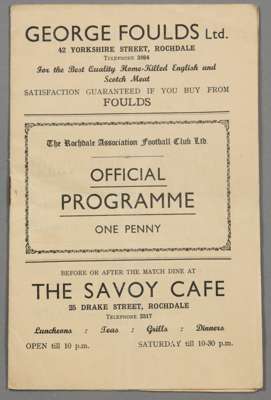 GEORGE FOULDS Ltd.
42 YORKSHIRE STREET, ROCHDALE
TELEPHONE 3984
For the Best Quality Home-Killed English and
Scotch Meat
SATISFACTION GUARANTEED IF YOU BUY FROM
FOULDS
The Rochdale Association Football Club Ltd.
OFFICIAL
PROGRAMME
ONE PENNY
BEFORE OR AFTER THE MATCH DINE AT
THE SAVOY CAFE
25 DRAKE STREET, ROCHDALE
TELEPHONE 3317
Luncheons : Teas : Grills : Dinners
OPEN till 10 p.m. SATURDAY till 10-30 p.m.